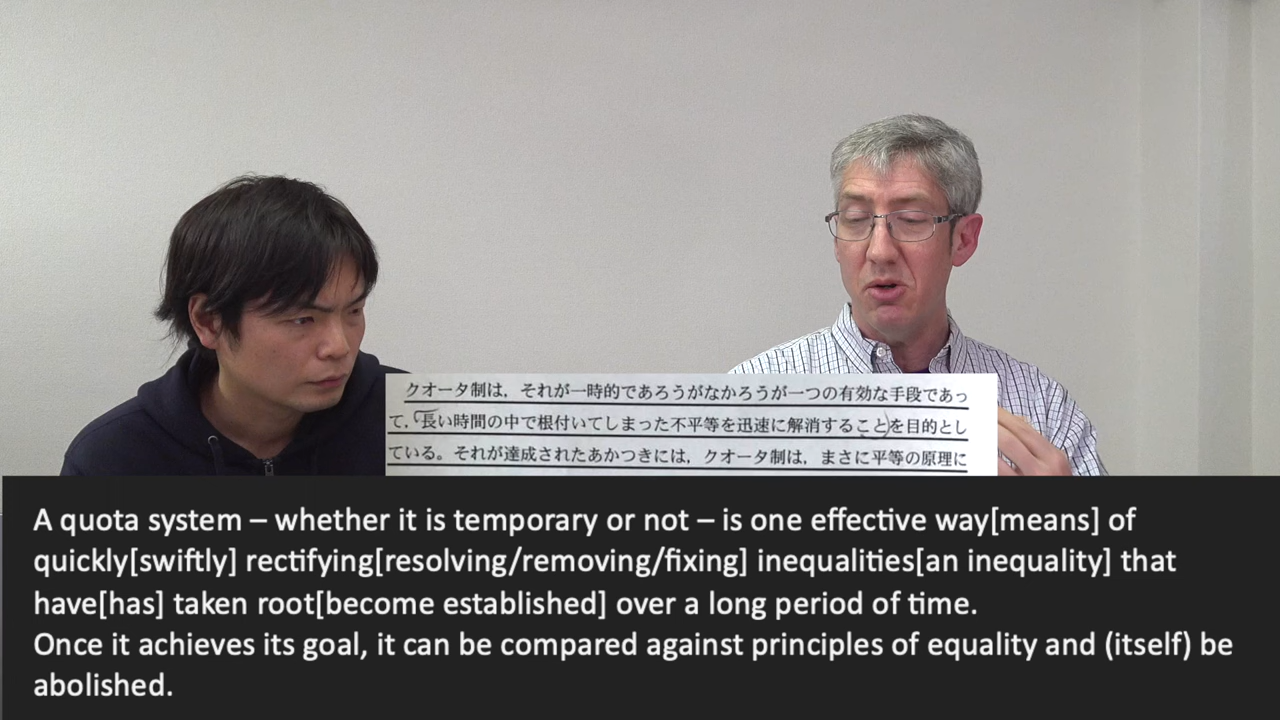 クオータ制は，それが一時的であろうがなかろうが一つの有効な手段であっ
て，「長い時間の中で根付いてしまった不平等を迅速に解消すること」を目的とし
ている。それが達成されたあかつきには，クオータ制は，まさに平等の原理に
A quota system – whether it is temporary or not – is one effective way[means] of
quickly[swiftly] rectifying[resolving/removing/fixing] inequalities[an inequality] that
have[has] taken root[become established] over a long period of time.
Once it achieves its goal, it can be compared against principles of equality and (itself) be
abolished.